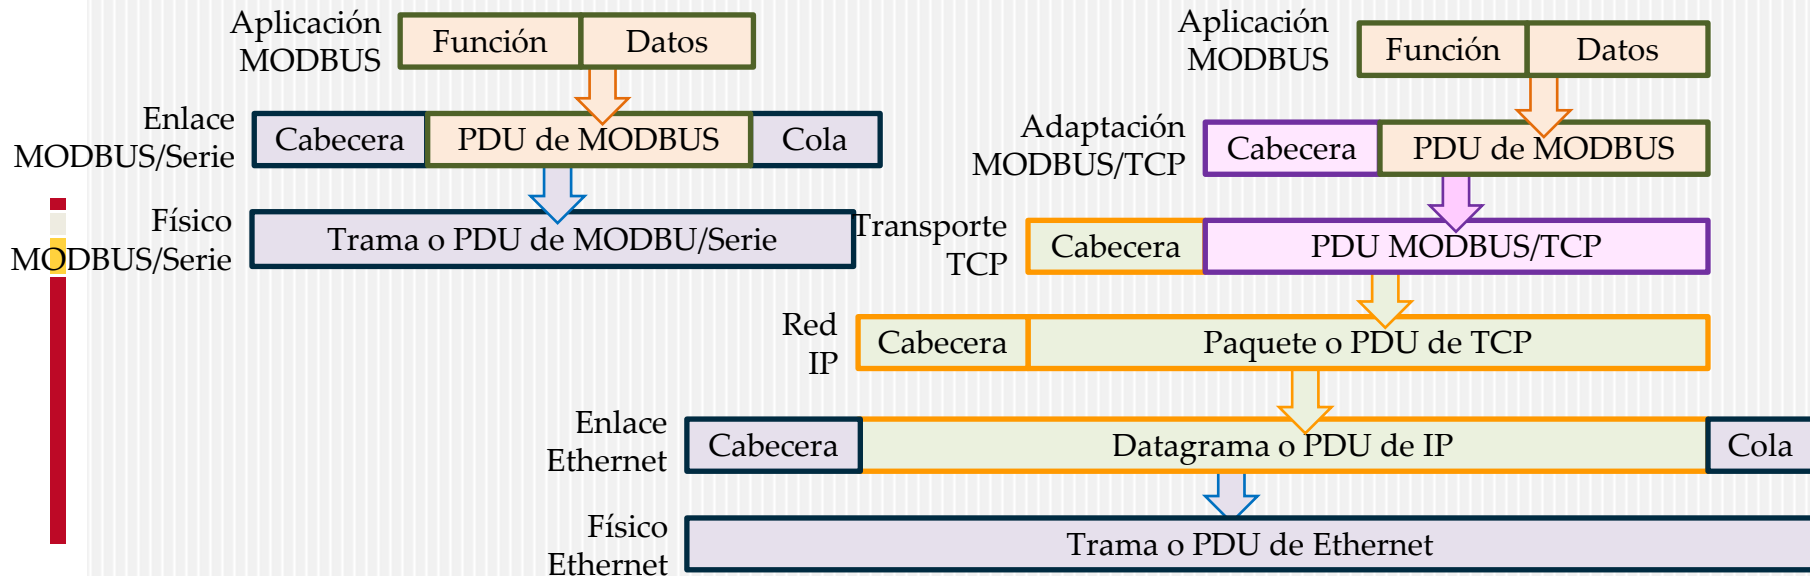 Aplicación
MODBUS
Función
Datos
Enlace
MODBUS/Serie
Cabecera
PDU de MODBUS
Cola
Físico
MODBUS/Serie
Trama o PDU de MODBU/Serie
Aplicación
MODBUS
Función
Datos
Adaptación
MODBUS/TCP
Cabecera
PDU de MODBUS
Transporte
TCP
Cabecera
PDU MODBUS/TCP
Red
IP
Cabecera
Paquete o PDU de TCP
Enlace
Ethernet
Cabecera
Datagrama o PDU de IP
Cola
Físico
Ethernet
Trama o PDU de Ethernet